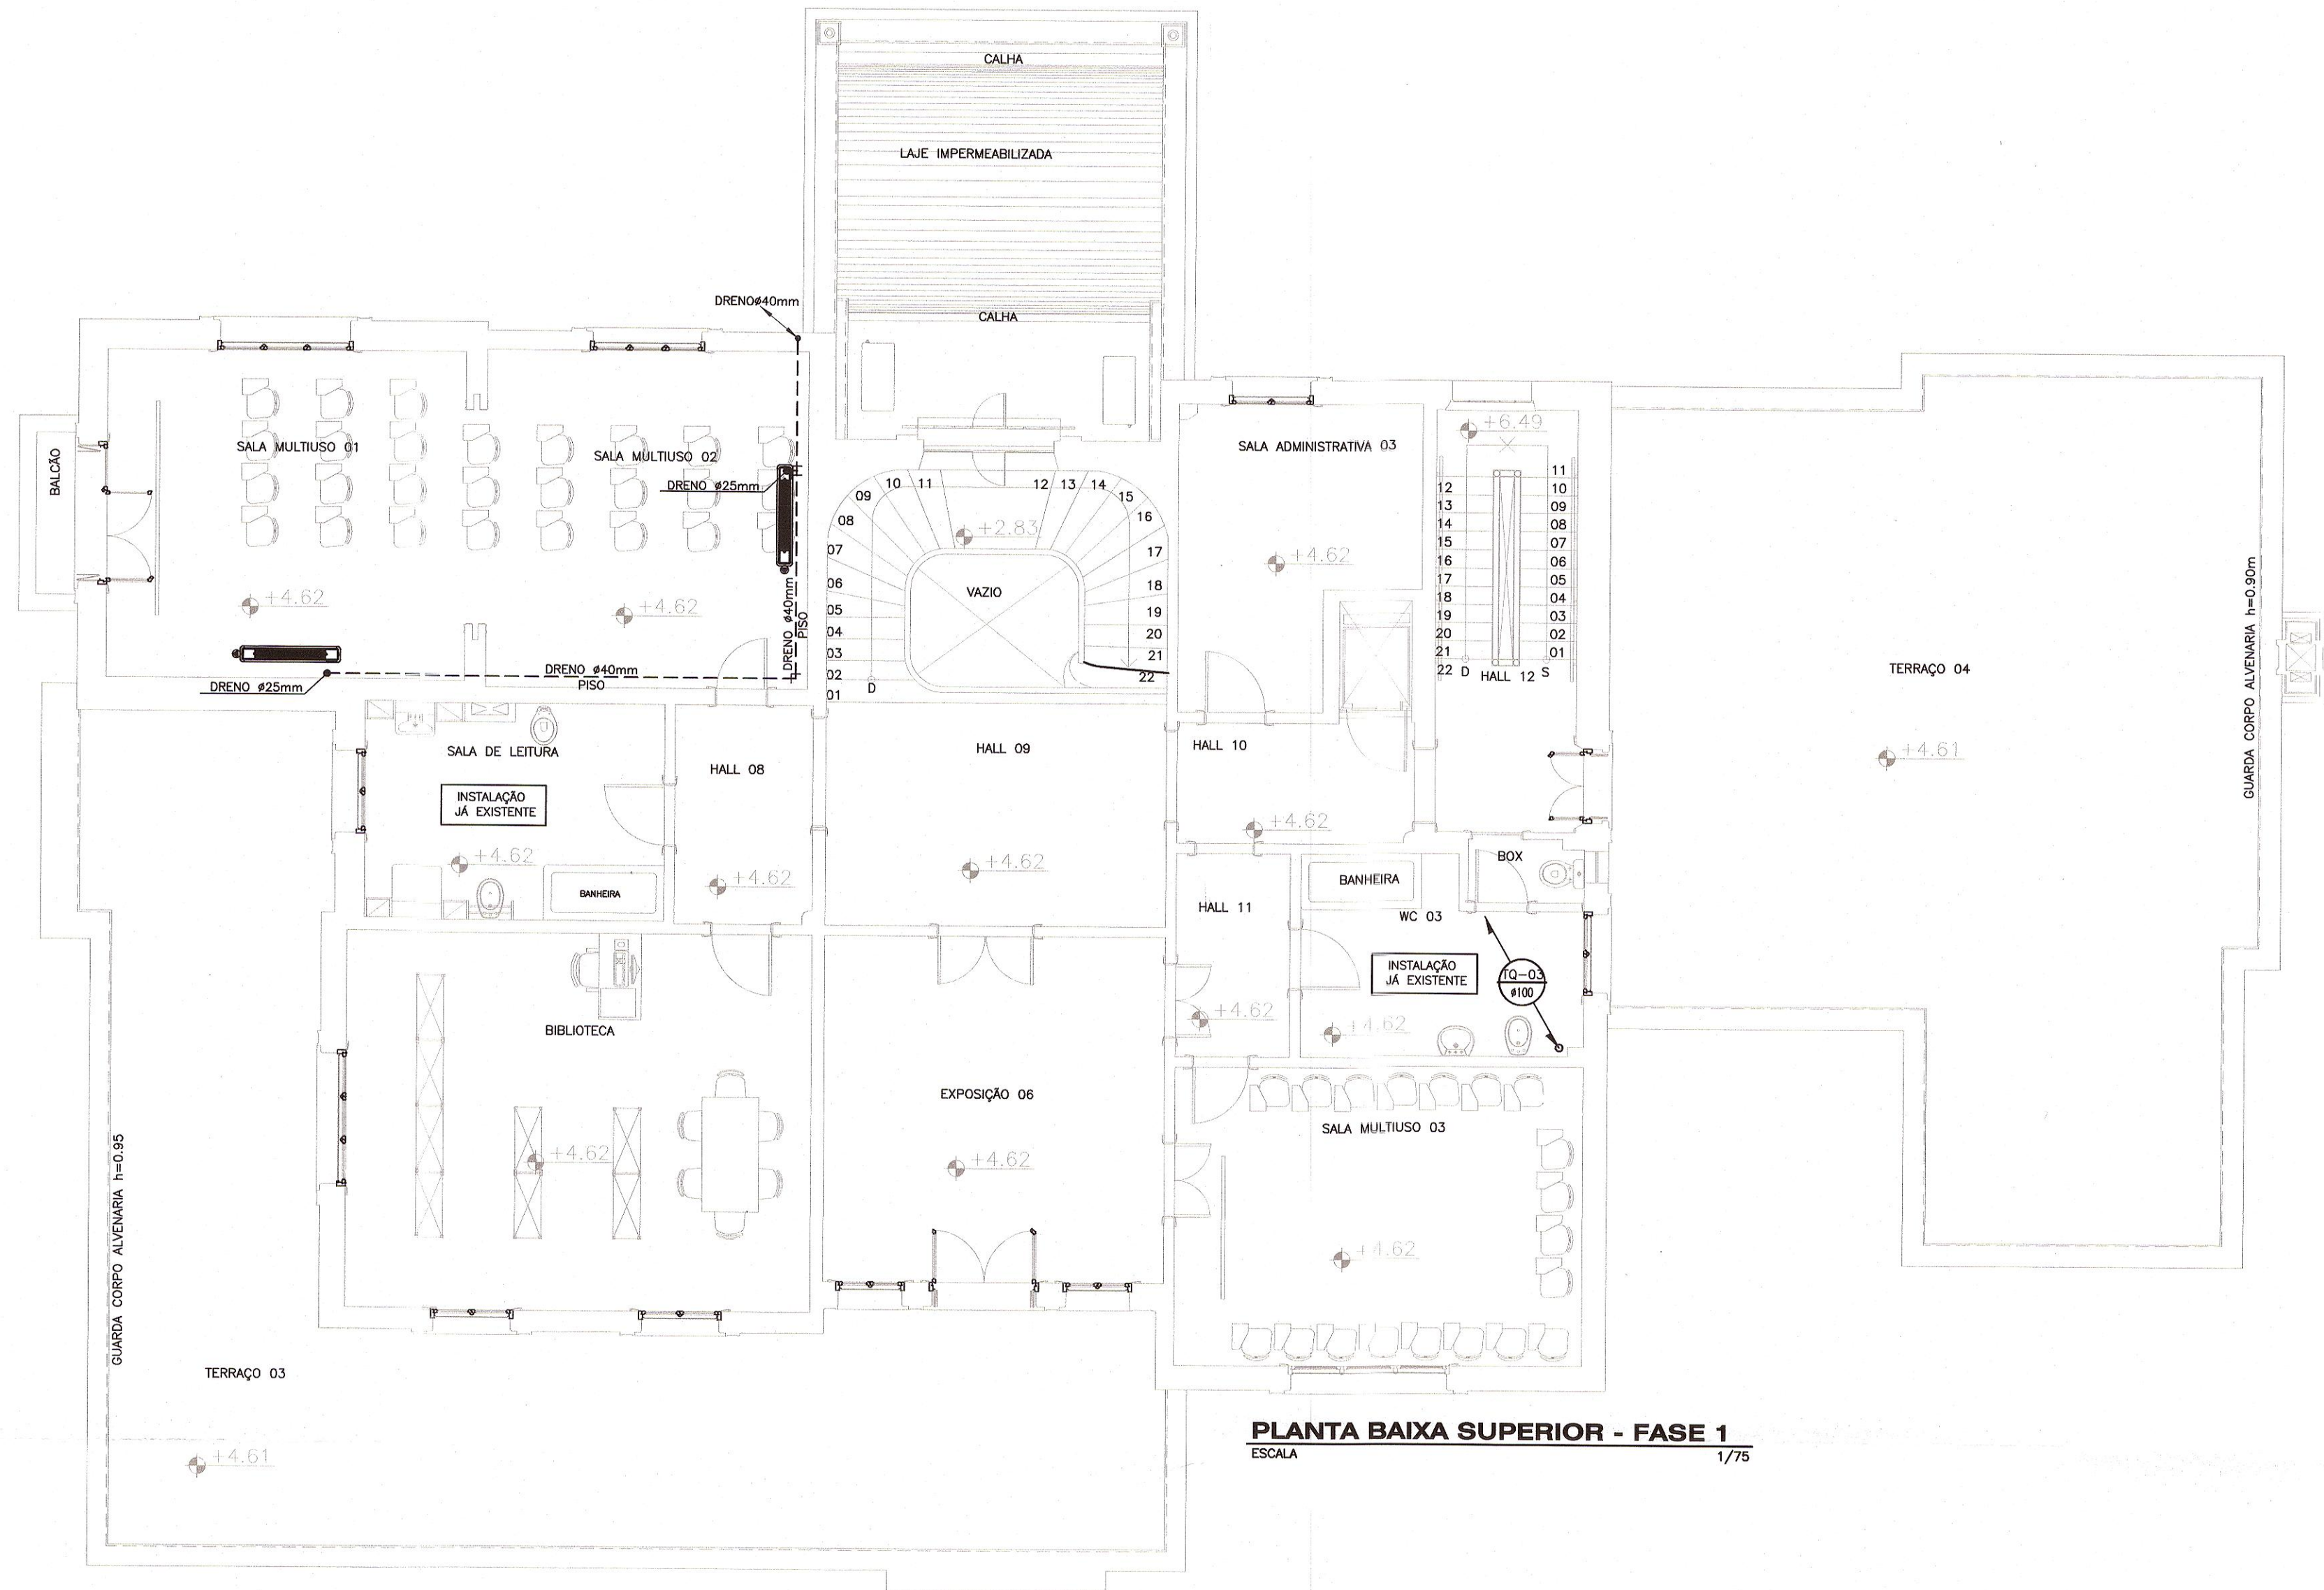 CALHA
LAJE IMPERMEABILIZADA
DRENOø40mm
CALHA
BALCÃO
SALA MULTIUSO 01
SALA MULTIUSO 02
DRENO ø25mm
+4.62
+4.62
DRENO ø40mm
PISO
DRENO ø40mm
PISO
DRENO ø25mm
01
02
03
04
05
06
07
08
09
10
11
12
13
14
15
16
17
18
19
20
21
22
D
+2.83
VAZIO
SALA ADMINISTRATIVA 03
+4.62
+6.49
12
13
14
15
16
17
18
19
20
21
22 D HALL 12 S
11
10
09
08
07
06
05
04
03
02
01
TERRAÇO 04
+4.61
GUARDA CORPO ALVENARIA h=0.90m
SALA DE LEITURA
INSTALAÇÃO
JÁ EXISTENTE
+4.62
BANHEIRA
HALL 08
+4.62
HALL 09
+4.62
HALL 10
+4.62
BOX
BANHEIRA
HALL 11
+4.62
WC 03
INSTALAÇÃO
JÁ EXISTENTE
TQ-03
ø100
+4.62
BIBLIOTECA
+4.62
EXPOSIÇÃO 06
+4.62
SALA MULTIUSO 03
+4.62
GUARDA CORPO ALVENARIA h=0.95
TERRAÇO 03
+4.61
PLANTA BAIXA SUPERIOR - FASE 1
ESCALA 1/75